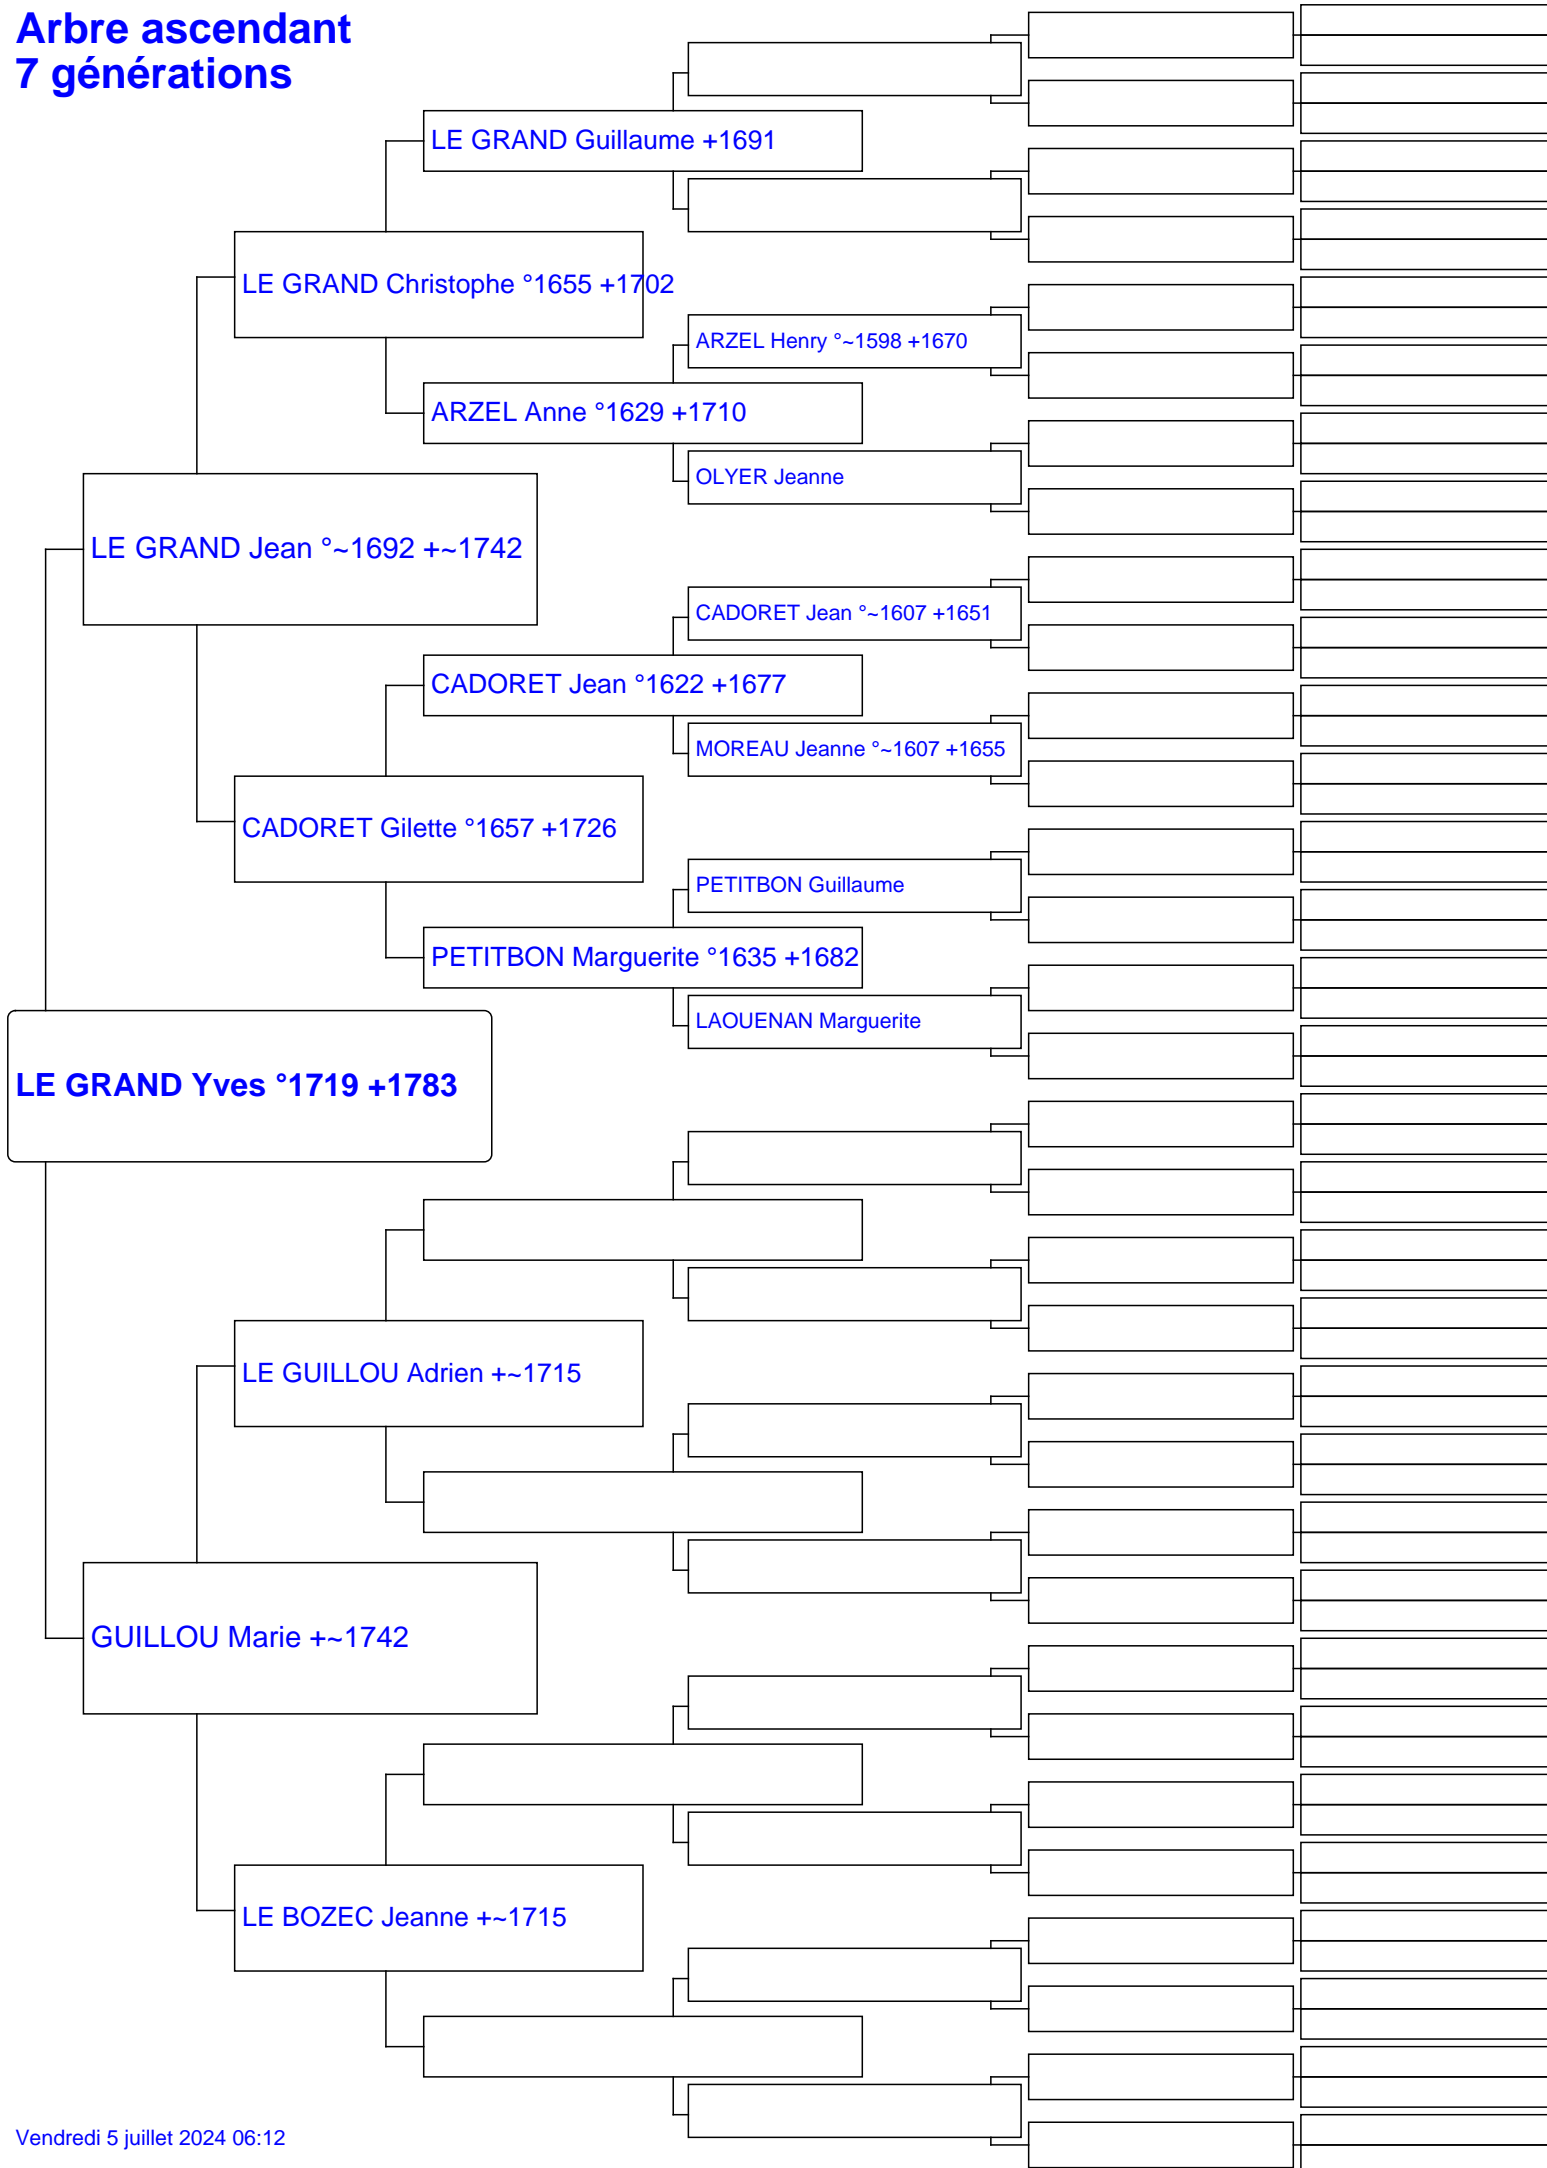 Arbre ascendant
7 générations
LE GRAND Guillaume +1691
LE GRAND Christophe °1655 +1702
ARZEL Henry °~1598 +1670
ARZEL Anne °1629 +1710
OLYER Jeanne
LE GRAND Jean °~1692 +~1742
CADORET Jean °~1607 +1651
CADORET Jean °1622 +1677
MOREAU Jeanne °~1607 +1655
CADORET Gilette °1657 +1726
PETITBON Guillaume
PETITBON Marguerite °1635 +1682
LAOUENAN Marguerite
LE GRAND Yves °1719 +1783
LE GUILLOU Adrien +~1715
GUILLOU Marie +~1742
LE BOZEC Jeanne +~1715
Vendredi 5 juillet 2024 06:12